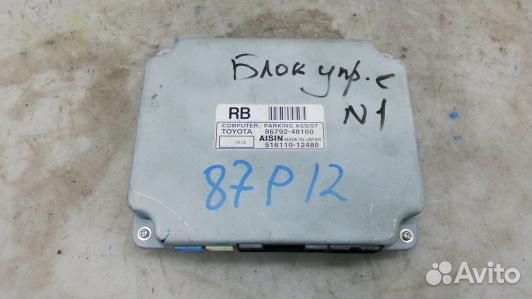 Блок упр. с
N1
RB
COMPUTER, PARKING ASSIST
TOYOTA 86792-48160
AISIN MADE IN JAPAN
516110-12480
87P12
Avito